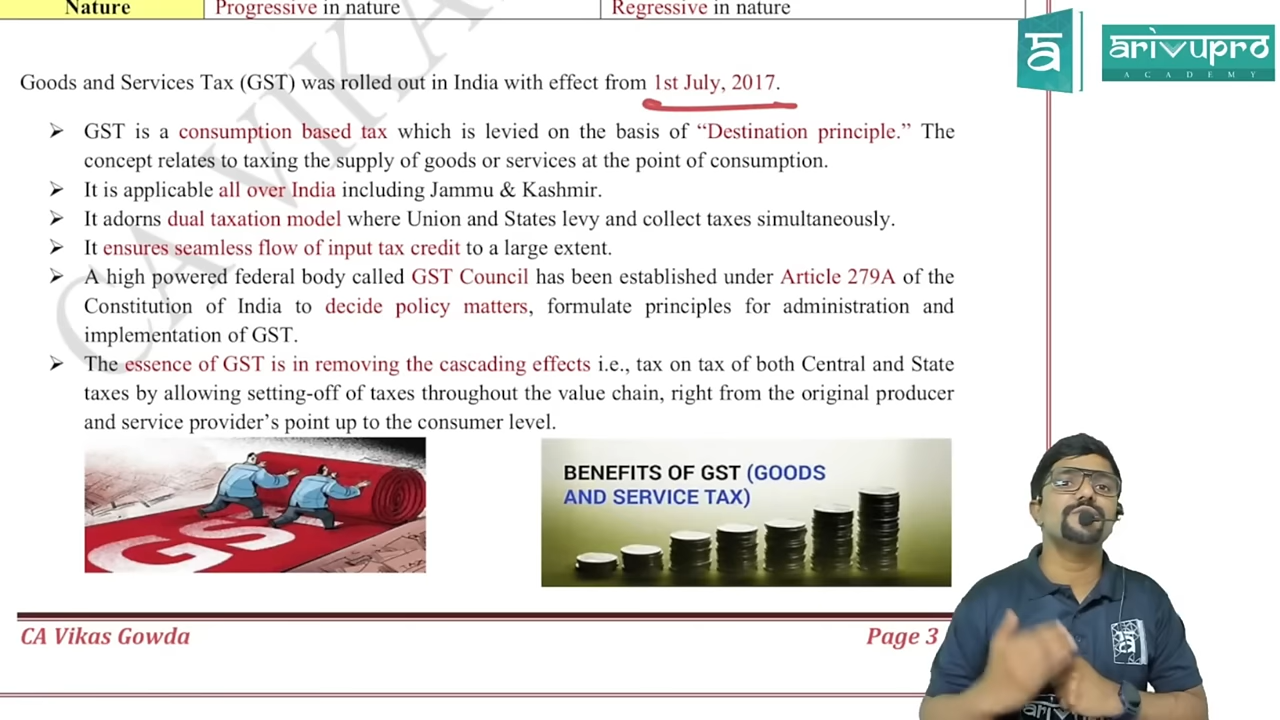 Nature Progressive in nature Regressive in nature
arivupro
ACADEMY
Goods and Services Tax (GST) was rolled out in India with effect from 1st July, 2017.
➢ GST is a consumption based tax which is levied on the basis of “Destination principle.” The
concept relates to taxing the supply of goods or services at the point of consumption.
➢ It is applicable all over India including Jammu & Kashmir.
➢ It adorns dual taxation model where Union and States levy and collect taxes simultaneously.
➢ It ensures seamless flow of input tax credit to a large extent.
➢ A high powered federal body called GST Council has been established under Article 279A of the
Constitution of India to decide policy matters, formulate principles for administration and
implementation of GST.
➢ The essence of GST is in removing the cascading effects i.e., tax on tax of both Central and State
taxes by allowing setting-off of taxes throughout the value chain, right from the original producer
and service provider’s point up to the consumer level.
GST
BENEFITS OF GST (GOODS
AND SERVICE TAX)
CA Vikas Gowda Page 3
CA VIKA